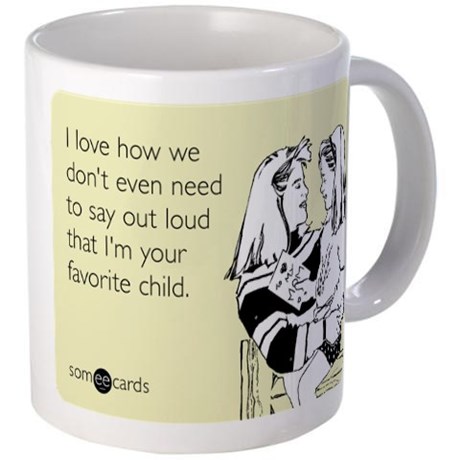 I love how we
don't even need
to say out loud
that I'm your
favorite child.
someecards